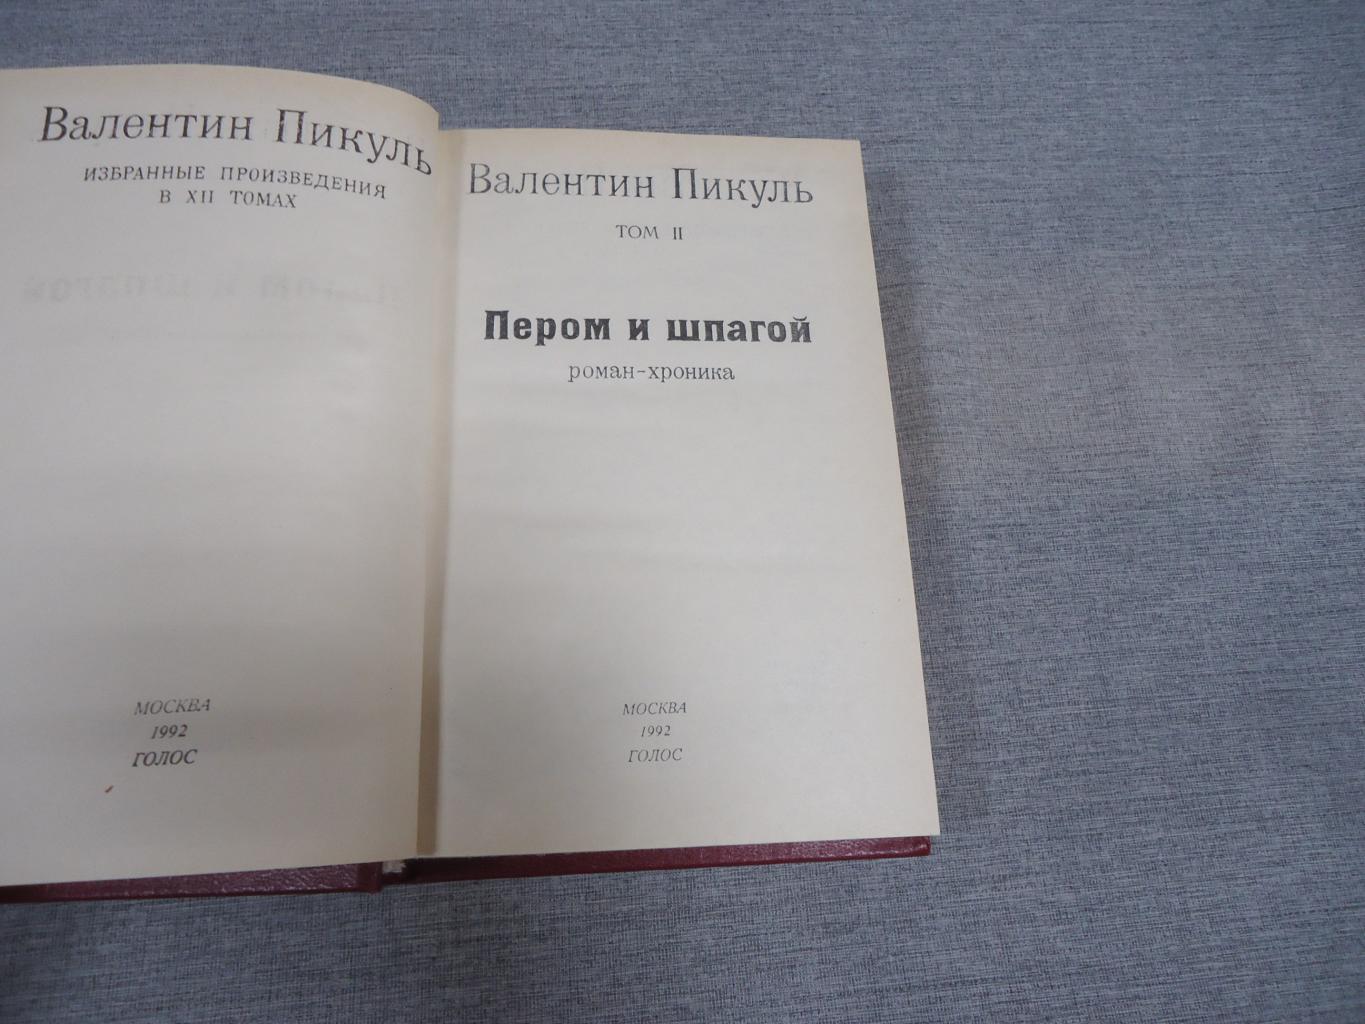 Валентин Пикуль
ИЗБРАННЫЕ ПРОИЗВЕДЕНИЯ
В XII ТОМАХ
МОСКВА
1992
ГОЛОС
Валентин Пикуль
ТОМ II
Пером и шпагой
роман-хроника
МОСКВА
1992
ГОЛОС